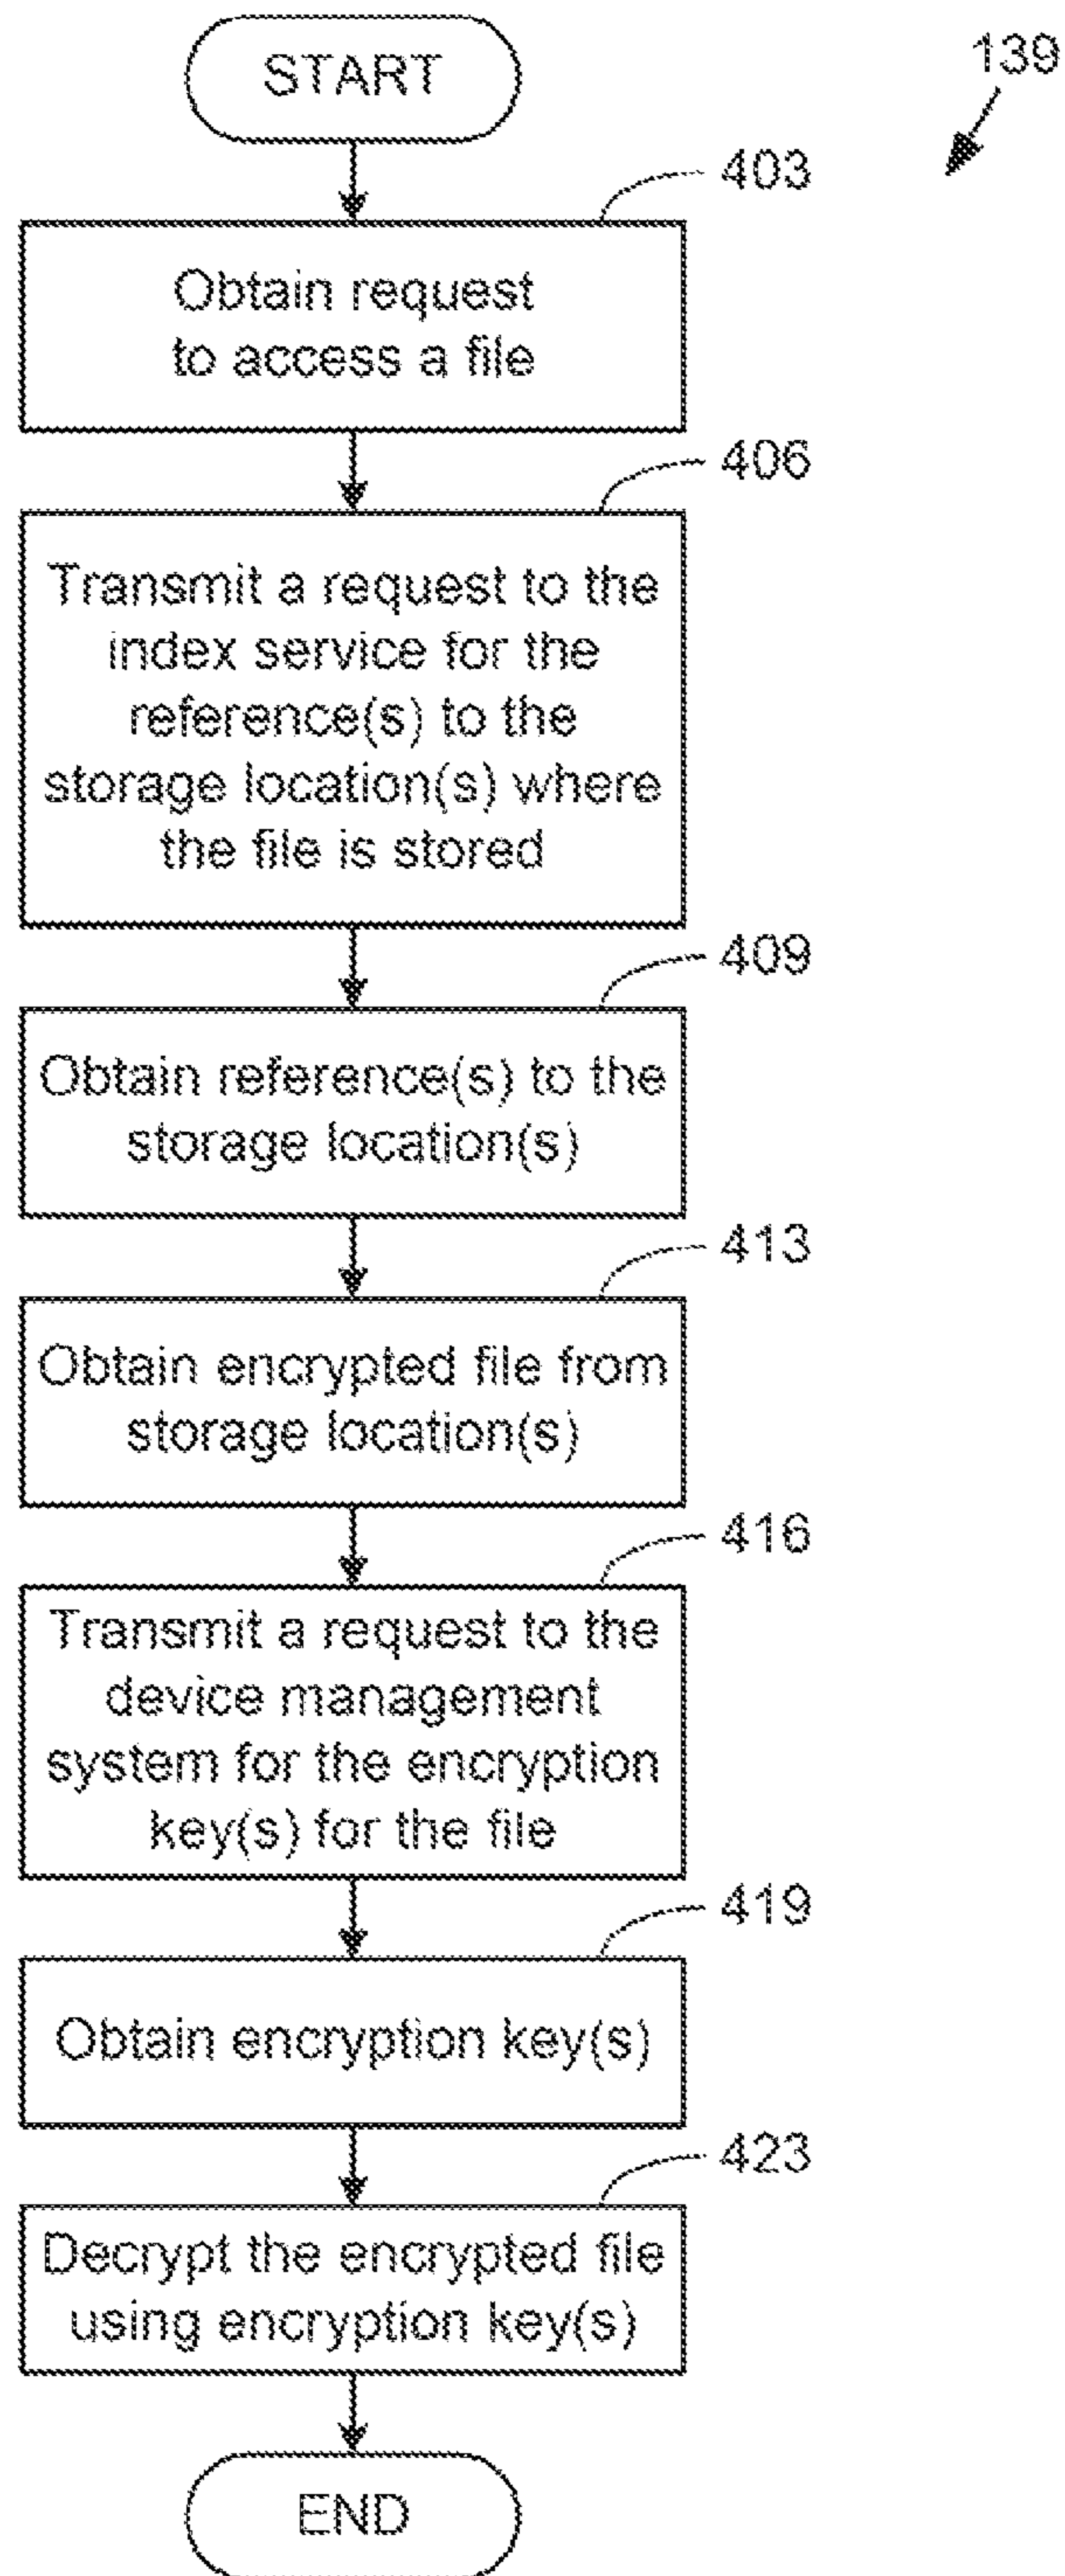 START
139
403
Obtain request
to access a file
406
Transmit a request to the
index service for the
reference(s) to the
storage location(s) where
the file is stored
409
Obtain reference(s) to the
storage location(s)
413
Obtain encrypted file from
storage location(s)
416
Transmit a request to the
device management
system for the encryption
key(s) for the file
419
Obtain encryption key(s)
423
Decrypt the encrypted file
using encryption key(s)
END